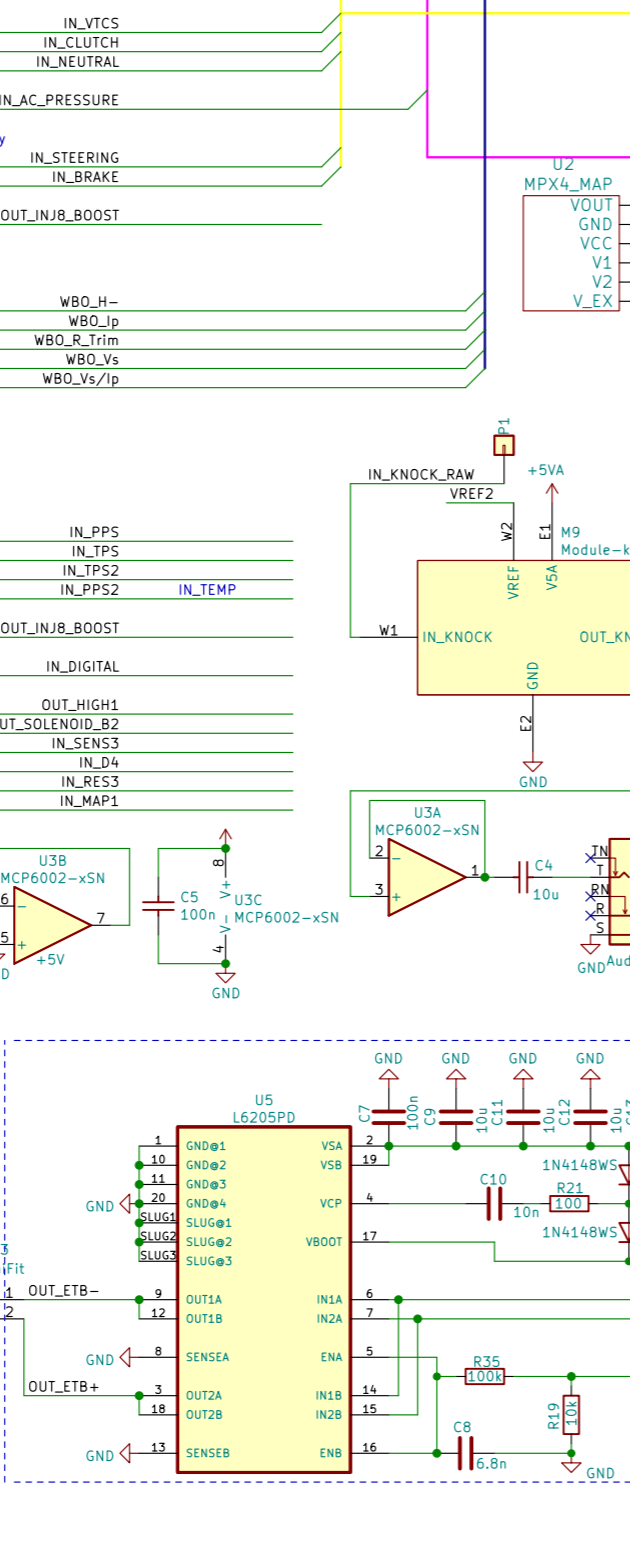 IN_VTCS
IN_CLUTCH
IN_NEUTRAL
IN_AC_PRESSURE
y
IN_STEERING
IN_BRAKE
OUT_INJ8_BOOST
U2
MPX4_MAP
VOUT
GND
VCC
V1
V2
V_EX
WBO_H-
WBO_Ip
WBO_R_Trim
WBO_Vs
WBO_Vs/Ip
P1
IN_KNOCK_RAW
+5VA
VREF2
W2
E1
M9
Module-k
VREF
V5A
W1
IN_KNOCK
OUT_KN
GND
E2
GND
IN_PPS
IN_TPS
IN_TPS2
IN_PPS2
IN_TEMP
OUT_INJ8_BOOST
IN_DIGITAL
OUT_HIGH1
UT_SOLENOID_B2
IN_SENS3
IN_D4
IN_RES3
IN_MAP1
U3B
MCP6002-xSN
6
-
5
+
7
+5V
D
C5
100n
8
V+
V-
4
U3C
MCP6002-xSN
GND
U3A
MCP6002-xSN
2
-
3
+
1
C4
10u
TN
T
RN
R
S
GND
Aud
U5
L6205PD
GND
GND
GND
GND
C7
100n
C9
10u
C11
10u
C12
10u
C13
1
GND@1
VSA
2
10
GND@2
VSB
19
11
GND@3
20
GND@4
VCP
4
GND
SLUG1
SLUG@1
SLUG2
SLUG@2
VBOOT
17
SLUG3
SLUG@3
C10
10n
R21
100
1N4148WS
1N4148WS
3
iFit
1
OUT_ETB-
9
OUT1A
IN1A
6
2
12
OUT1B
IN2A
7
GND
8
SENSEA
ENA
5
R35
100k
OUT_ETB+
3
OUT2A
IN1B
14
18
OUT2B
IN2B
15
R19
10k
GND
13
SENSEB
ENB
16
C8
6.8n
GND